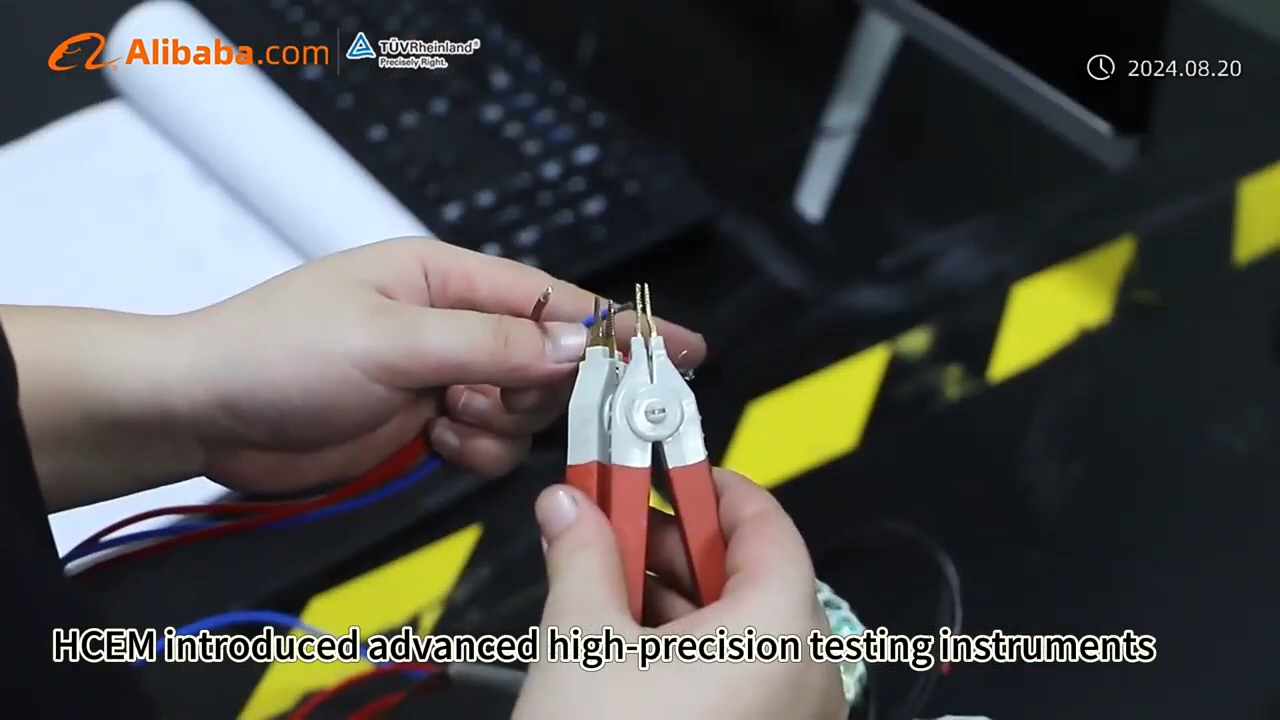 Alibaba.com
TÜVRheinland®
Precisely Right.
2024.08.20
HCEM introduced advanced high-precision testing instruments